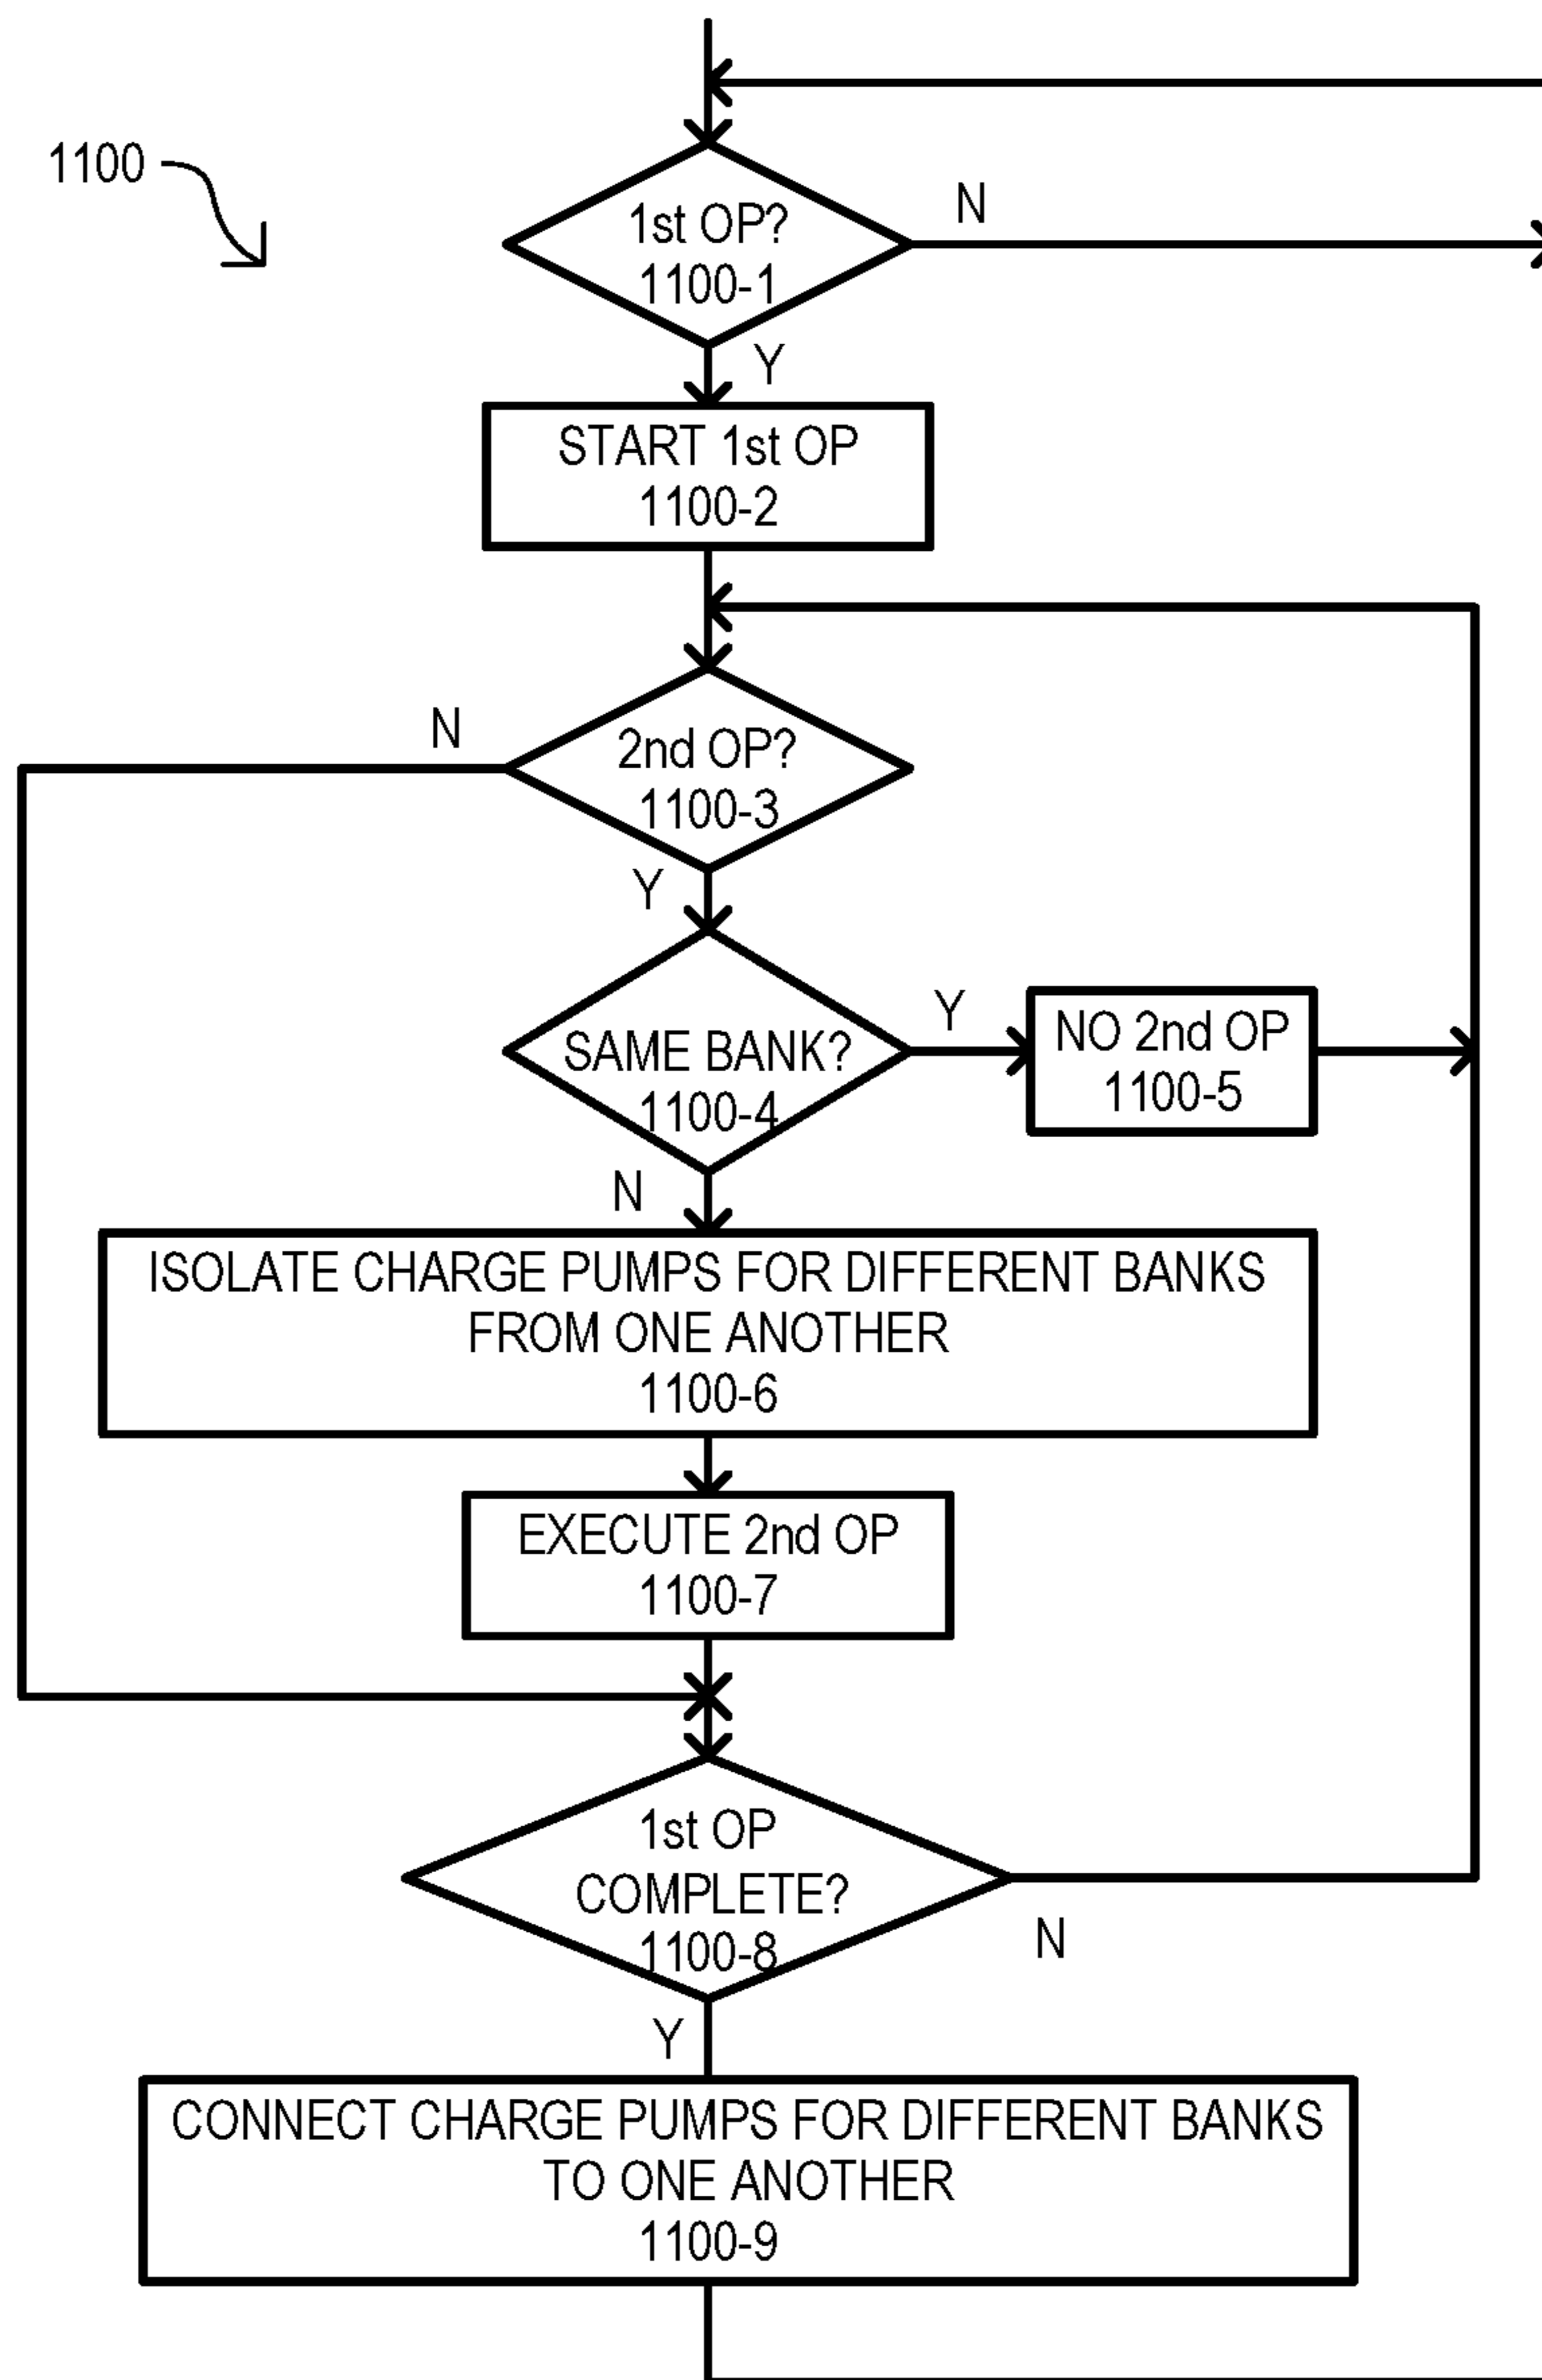 1100
1st OP?
1100-1
N
Y
START 1st OP
1100-2
N
2nd OP?
1100-3
Y
SAME BANK?
1100-4
Y
NO 2nd OP
1100-5
N
ISOLATE CHARGE PUMPS FOR DIFFERENT BANKS
FROM ONE ANOTHER
1100-6
EXECUTE 2nd OP
1100-7
1st OP
COMPLETE?
1100-8
N
Y
CONNECT CHARGE PUMPS FOR DIFFERENT BANKS
TO ONE ANOTHER
1100-9